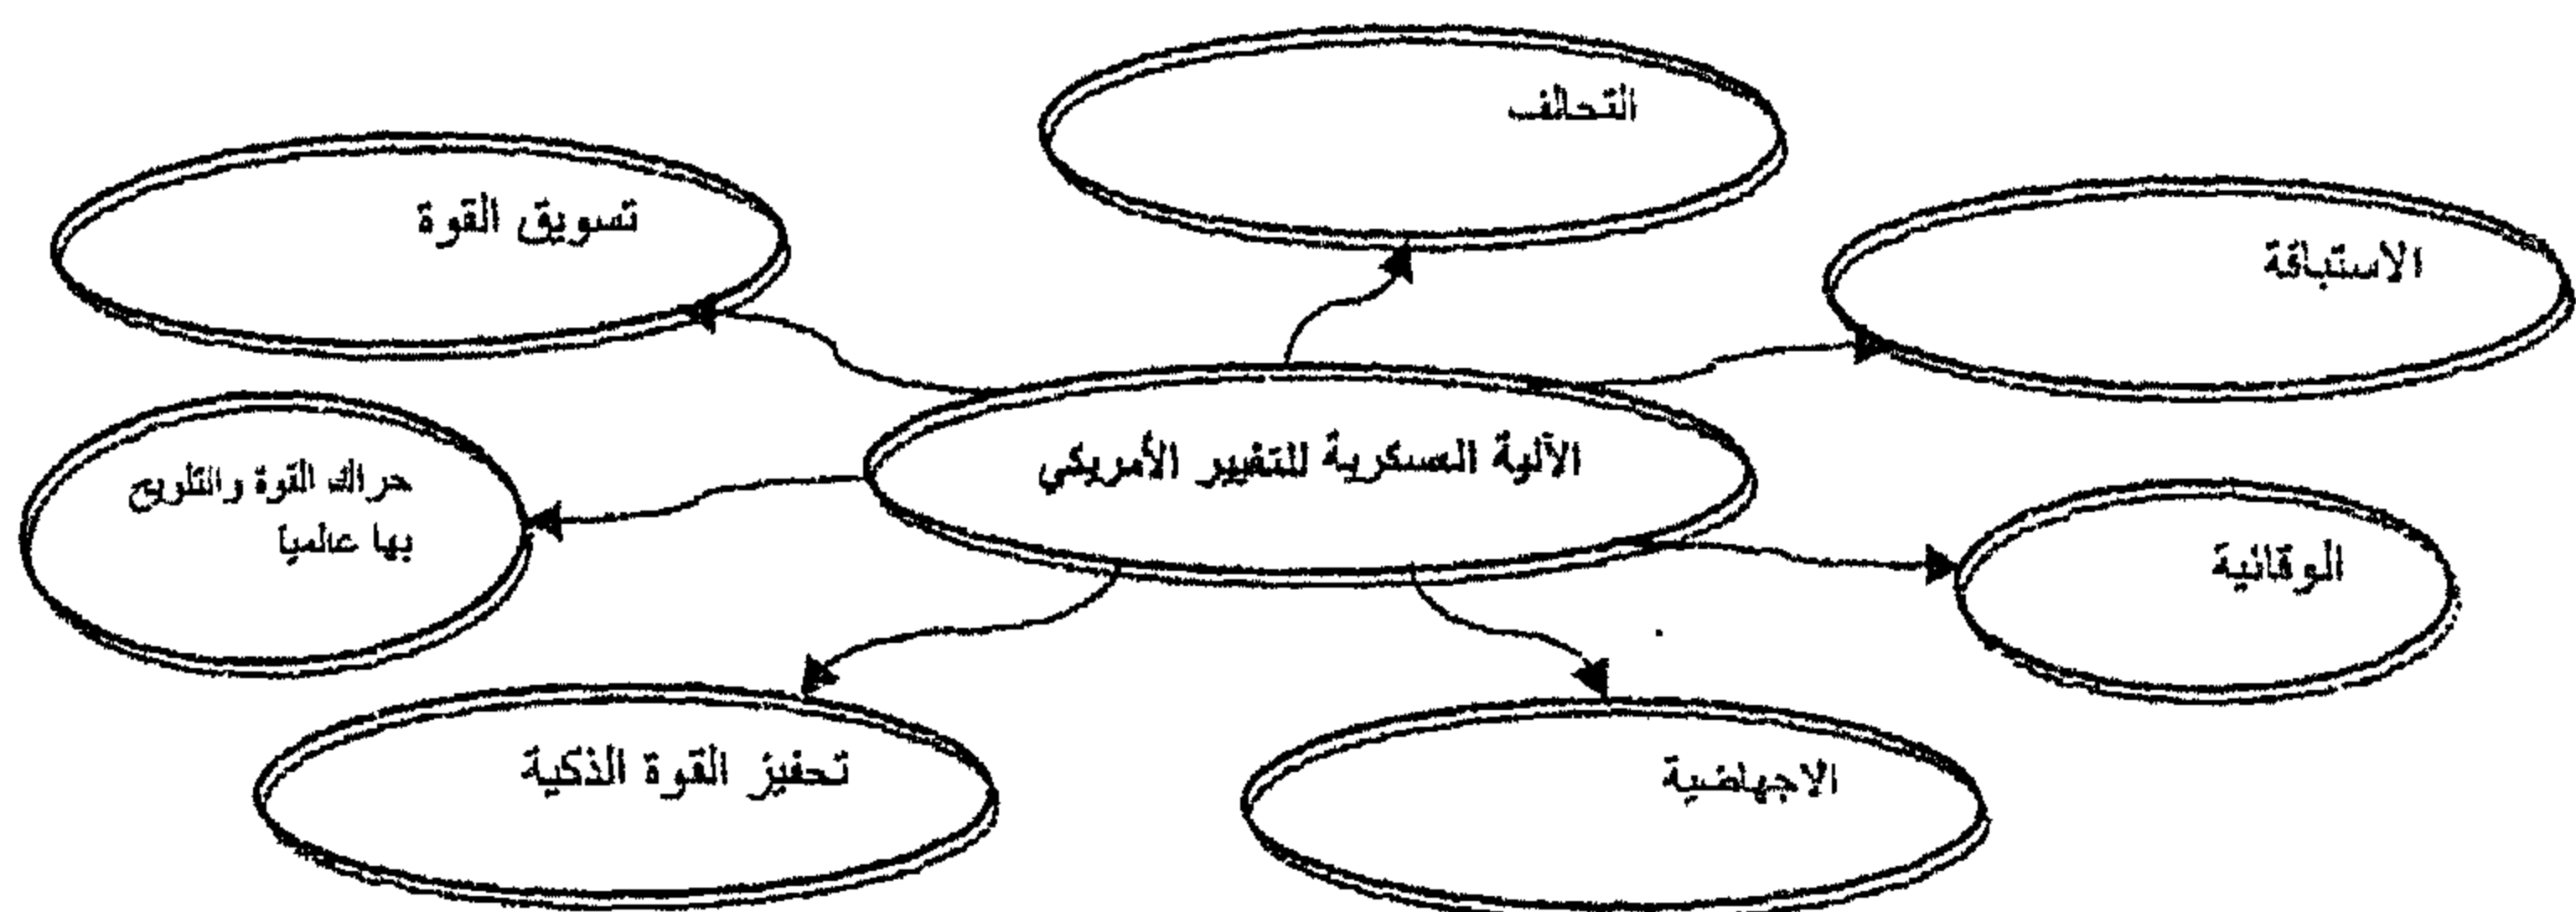 التحالف
تسويق القوة
الاستباقة
الآلية العسكرية للتغيير الأمريكي
حراك القوة والتلويح
بها عالميا
الوقائية
تحفيز القوة الذكية
الاجهاضية